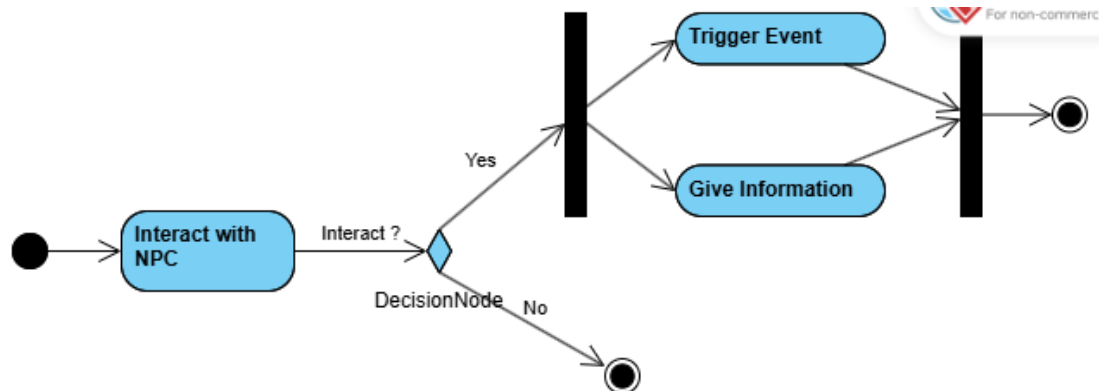 For non-commerc
Trigger Event
Yes
Give Information
Interact with
NPC
Interact ?
DecisionNode
No